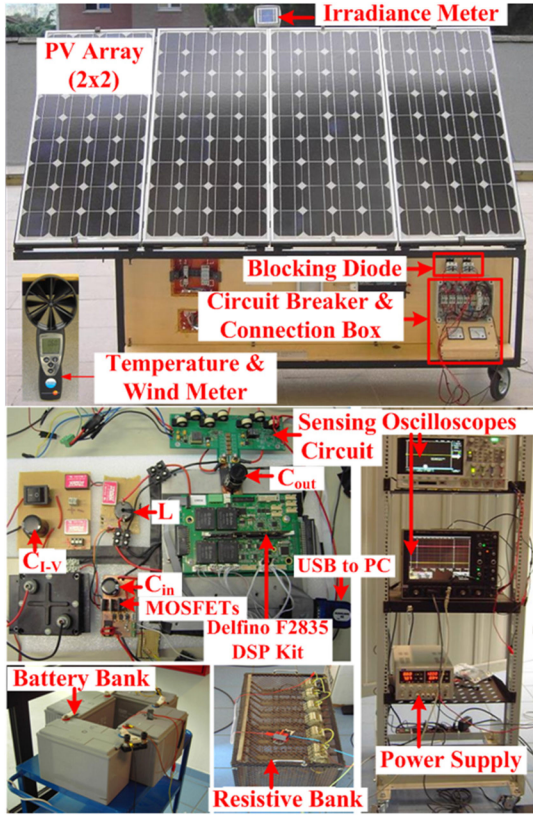 Irradiance Meter
PV Array
(2x2)
Blocking Diode
Circuit Breaker &
Connection Box
Temperature &
Wind Meter
Sensing Oscilloscopes
Circuit
Cout
L
CI-V
Cin
MOSFETs
USB to PC
Delfino F2835
DSP Kit
Battery Bank
Resistive Bank
Power Supply